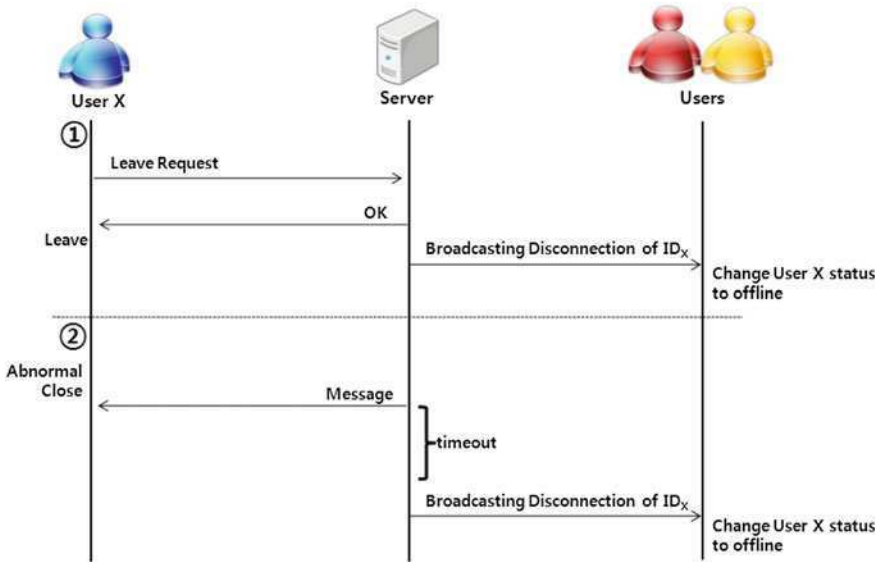 User X
Server
Users
①
Leave Request
OK
Leave
Broadcasting Disconnection of IDx
Change User X status
to offline
②
Abnormal
Close
Message
timeout
Broadcasting Disconnection of IDx
Change User X status
to offline